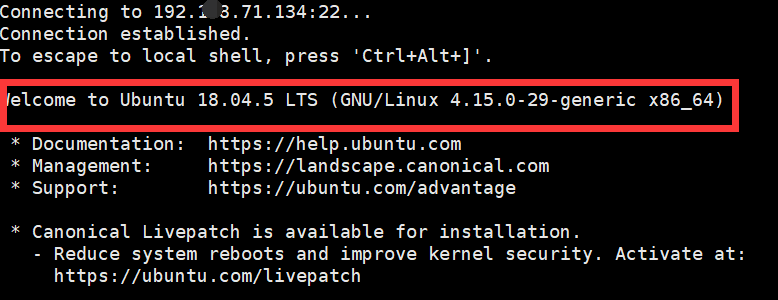 Connecting to 192.1 8.71.134:22...
Connection established.
To escape to local shell, press 'Ctrl+Alt+]'.
Welcome to Ubuntu 18.04.5 LTS (GNU/Linux 4.15.0-29-generic x86_64)
* Documentation: https://help.ubuntu.com
* Management: https://landscape.canonical.com
* Support: https://ubuntu.com/advantage
* Canonical Livepatch is available for installation.
- Reduce system reboots and improve kernel security. Activate at:
https://ubuntu.com/livepatch